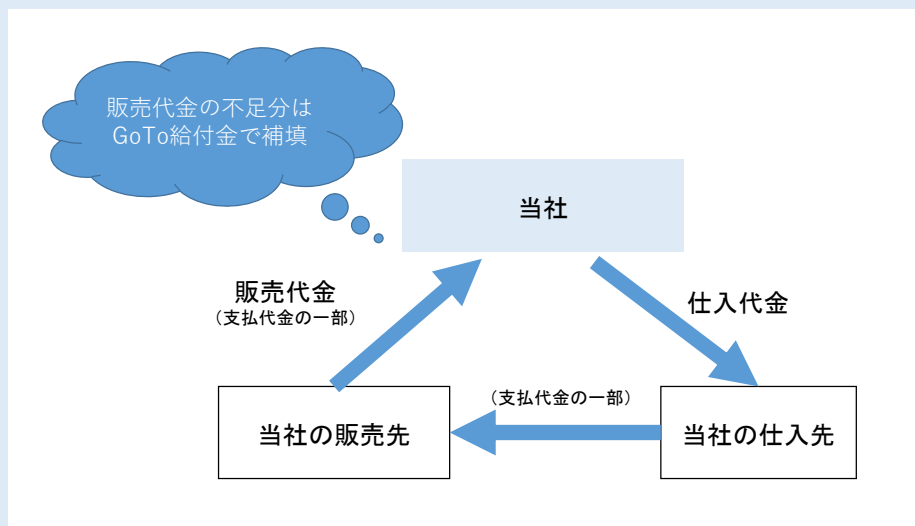 販売代金の不足分は
GoTo給付金で補填
当社
販売代金
（支払代金の一部）
仕入代金
（支払代金の一部）
当社の販売先
当社の仕入先